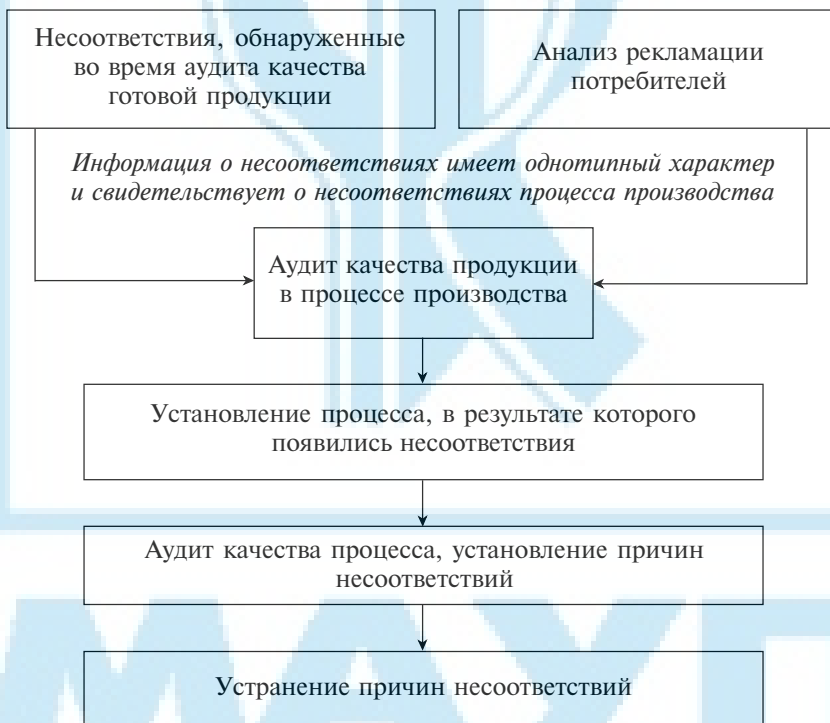 Несоответствия, обнаруженные
во время аудита качества
готовой продукции
Анализ рекламации
потребителей
Информация о несоответствиях имеет однотипный характер
и свидетельствует о несоответствиях процесса производства
Аудит качества продукции
в процессе производства
Установление процесса, в результате которого
появились несоответствия
Аудит качества процесса, установление причин
несоответствий
Устранение причин несоответствий